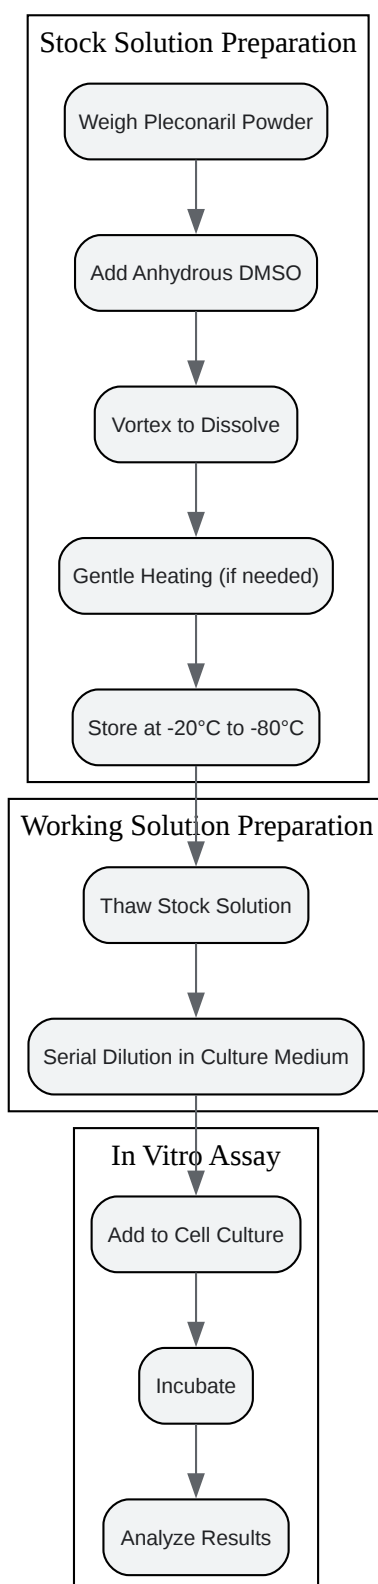 Stock Solution Preparation
Weigh Pleconaril Powder
Add Anhydrous DMSO
Vortex to Dissolve
Gentle Heating (if needed)
Store at -20°C to -80°C
Working Solution Preparation
Thaw Stock Solution
Serial Dilution in Culture Medium
In Vitro Assay
Add to Cell Culture
Incubate
Analyze Results